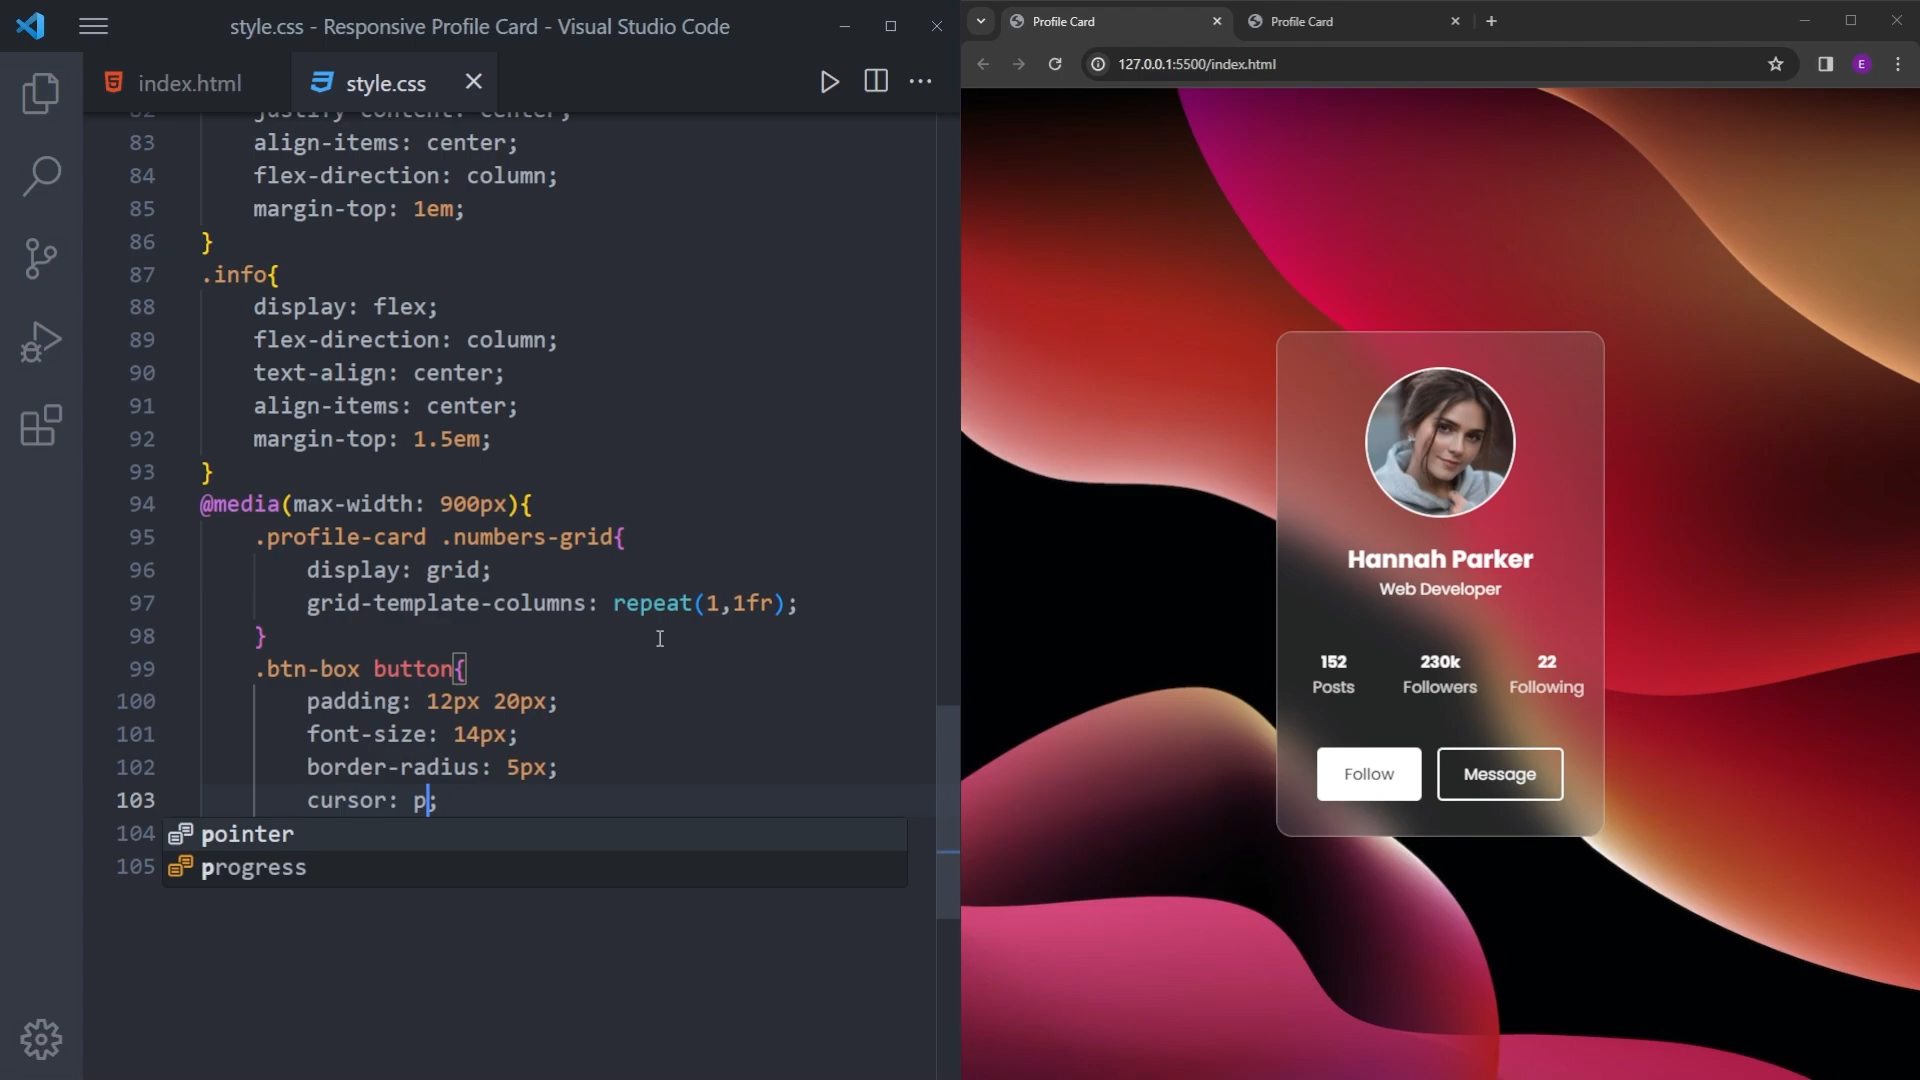 style.css - Responsive Profile Card - Visual Studio Code
index.html
style.css
82 justify-content: center;
83 align-items: center;
84 flex-direction: column;
85 margin-top: 1em;
86 }
87 .info{
88 display: flex;
89 flex-direction: column;
90 text-align: center;
91 align-items: center;
92 margin-top: 1.5em;
93 }
94 @media(max-width: 900px){
95 .profile-card .numbers-grid{
96 display: grid;
97 grid-template-columns: repeat(1,1fr);
98 }
99 .btn-box button{
100 padding: 12px 20px;
101 font-size: 14px;
102 border-radius: 5px;
103 cursor: p;
104 pointer
105 progress
Profile Card
Profile Card
127.0.0.1:5500/index.html
E
Hannah Parker
Web Developer
152 230k 22
Posts Followers Following
Follow Message